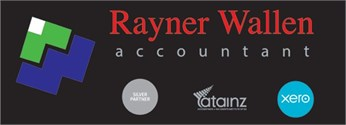 Rayner Wallen
accountant
SILVER
PARTNER
atainz
xero